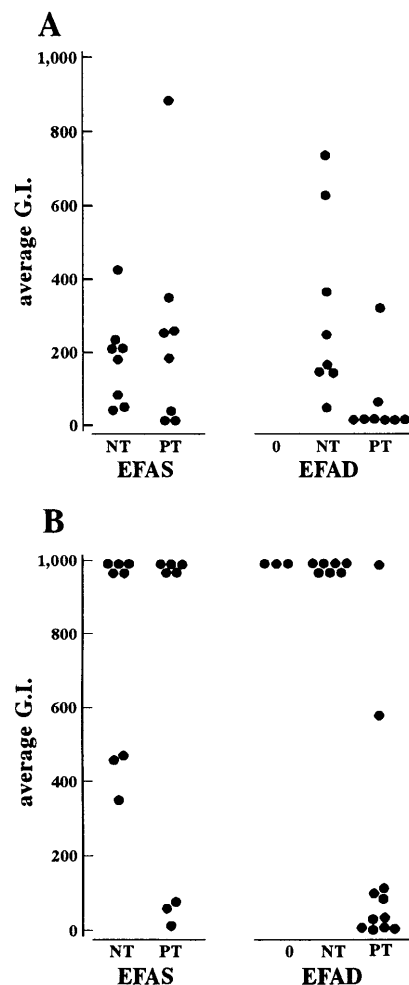 A
1,000
800
600
400
200
0
average G.I.
NT PT 0 NT PT
EFAS EFAD
B
1,000
800
600
400
200
0
average G.I.
NT PT 0 NT PT
EFAS EFAD